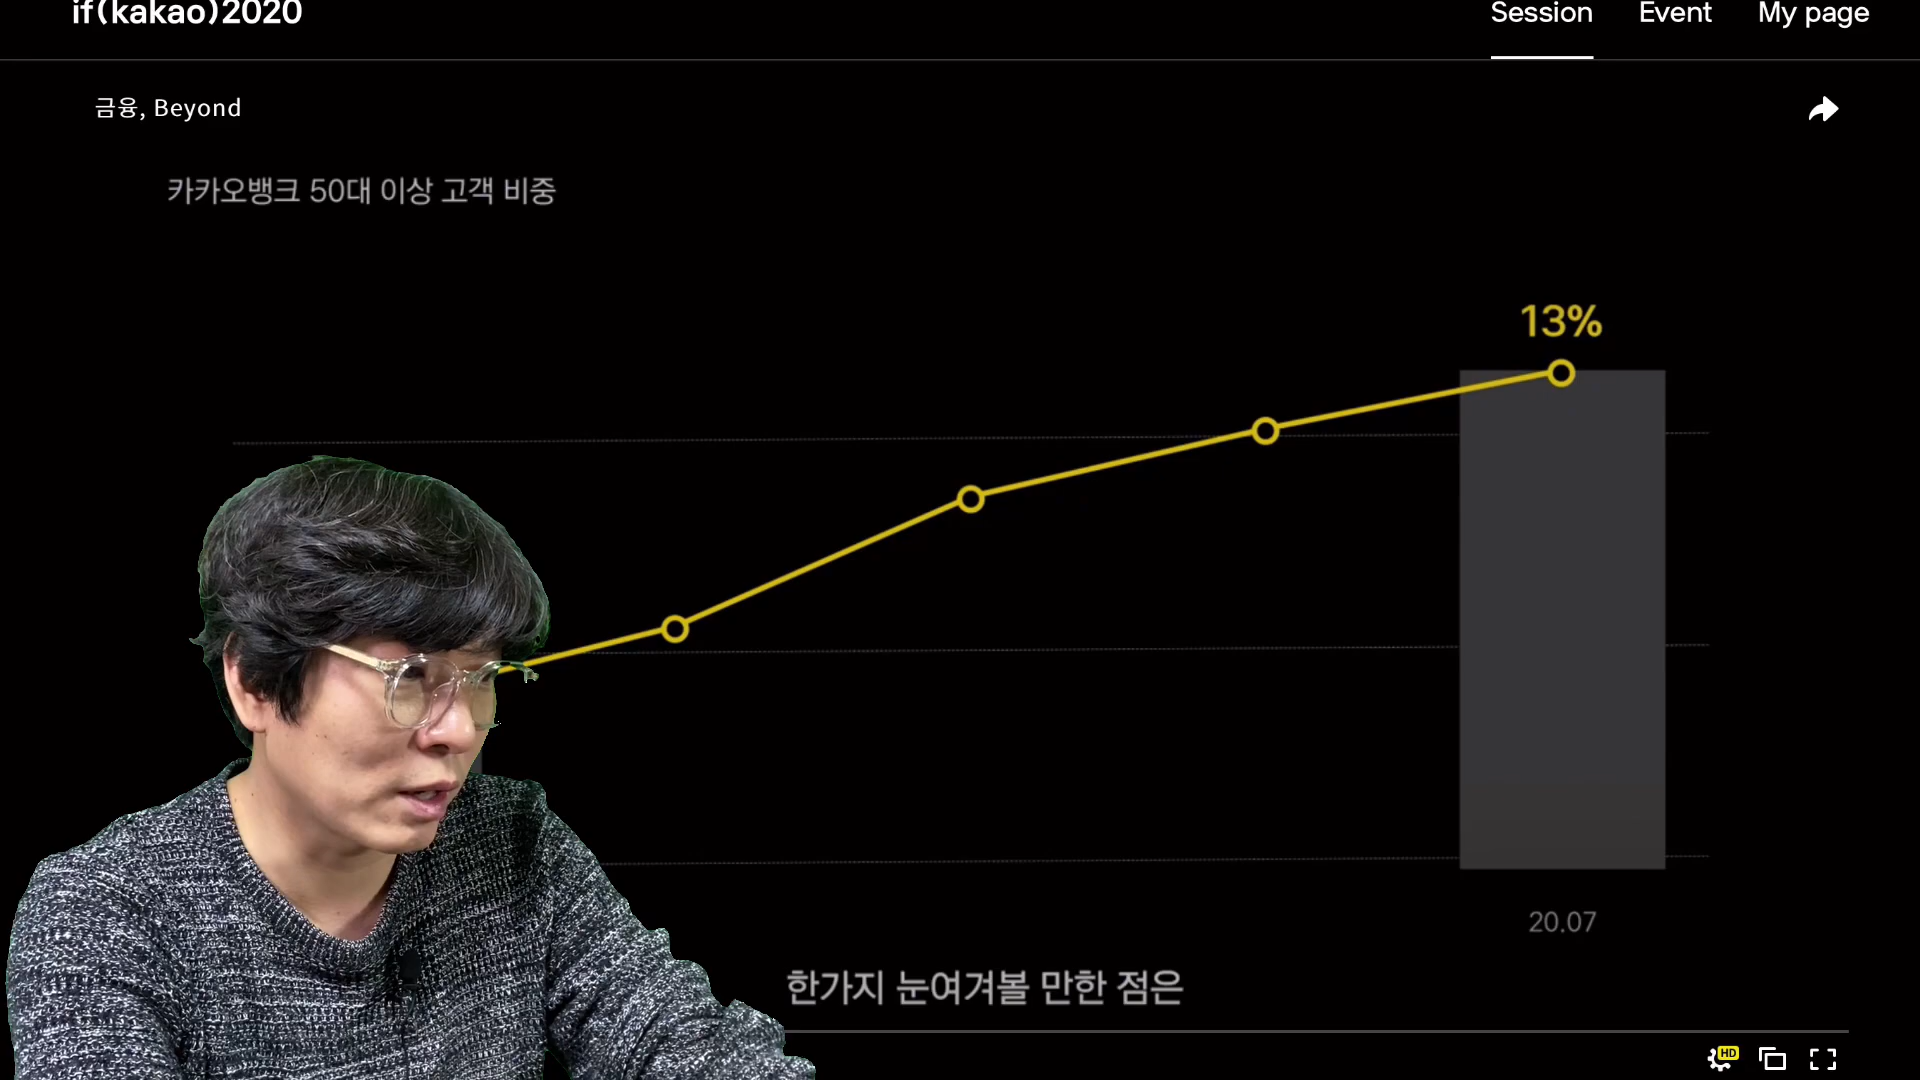 if(kakao)2020
Session
Event
My page
금융, Beyond
카카오뱅크 50대 이상 고객 비중
13%
20.07
한가지 눈여겨볼 만한 점은
HD